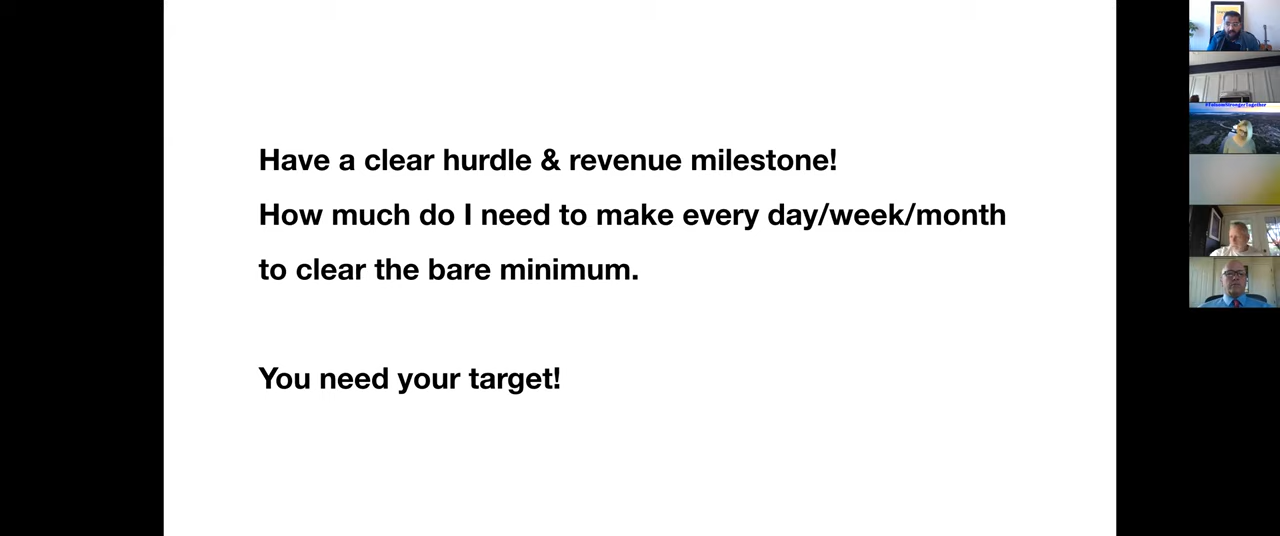 Have a clear hurdle & revenue milestone!
How much do I need to make every day/week/month
to clear the bare minimum.
You need your target!
#FolsomStrongerTogether